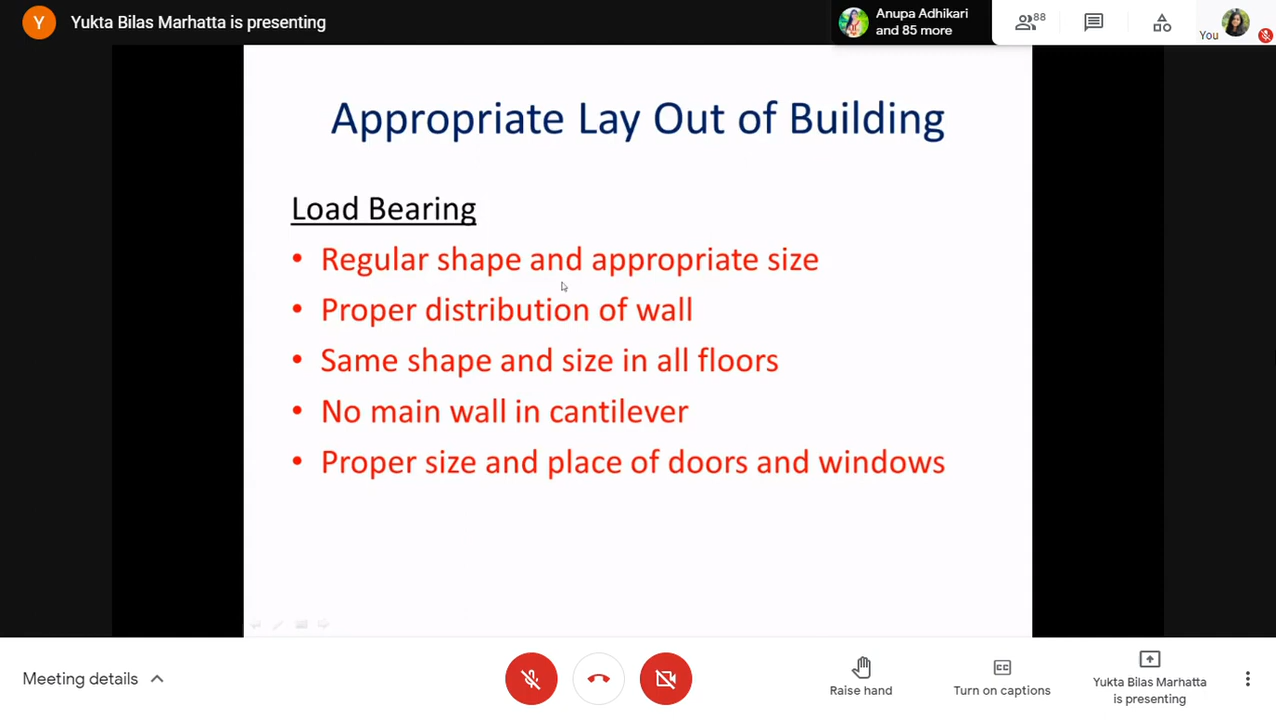 Y
Yukta Bilas Marhatta is presenting
Anupa Adhikari
and 85 more
88
You
Appropriate Lay Out of Building
Load Bearing
• Regular shape and appropriate size
• Proper distribution of wall
• Same shape and size in all floors
• No main wall in cantilever
• Proper size and place of doors and windows
Meeting details
Raise hand
CC
Turn on captions
Yukta Bilas Marhatta
is presenting